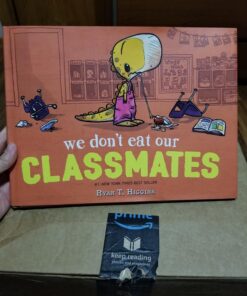 we don't eat our
CLASSMATES
#1 NEW YORK TIMES BEST SELLER
RYAN T. HIGGINS
prime
keep reading